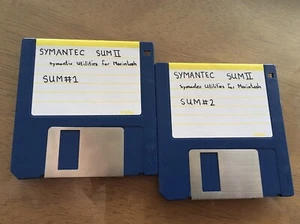 SYMANTEC SUM II
Symantec Utilities for Macintosh
SUM#1
SYMANTEC SUM II
Symantec Utilities for Macintosh
SUM#2